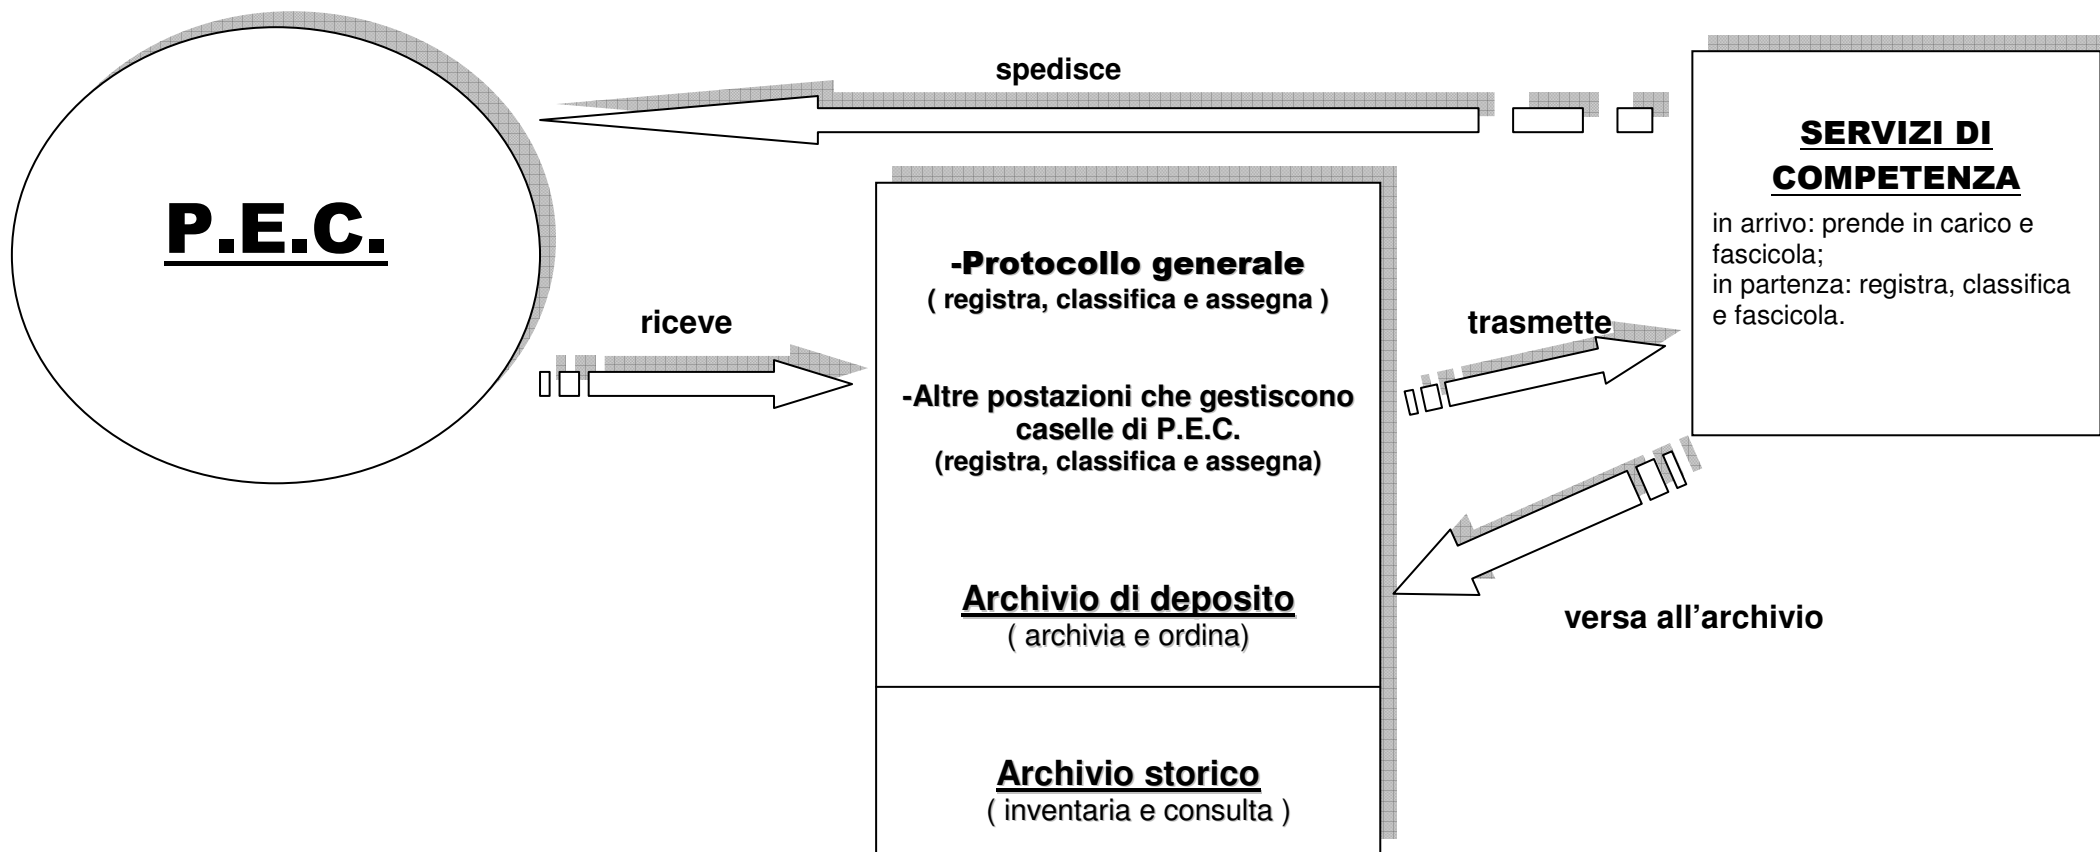 spedisce
P.E.C.
SERVIZI DI
COMPETENZA
in arrivo: prende in carico e
fascicola;
in partenza: registra, classifica
e fascicola.
riceve
-Protocollo generale
( registra, classifica e assegna )
-Altre postazioni che gestiscono
caselle di P.E.C.
(registra, classifica e assegna)
trasmette
Archivio di deposito
( archivia e ordina)
versa all’archivio
Archivio storico
( inventaria e consulta )